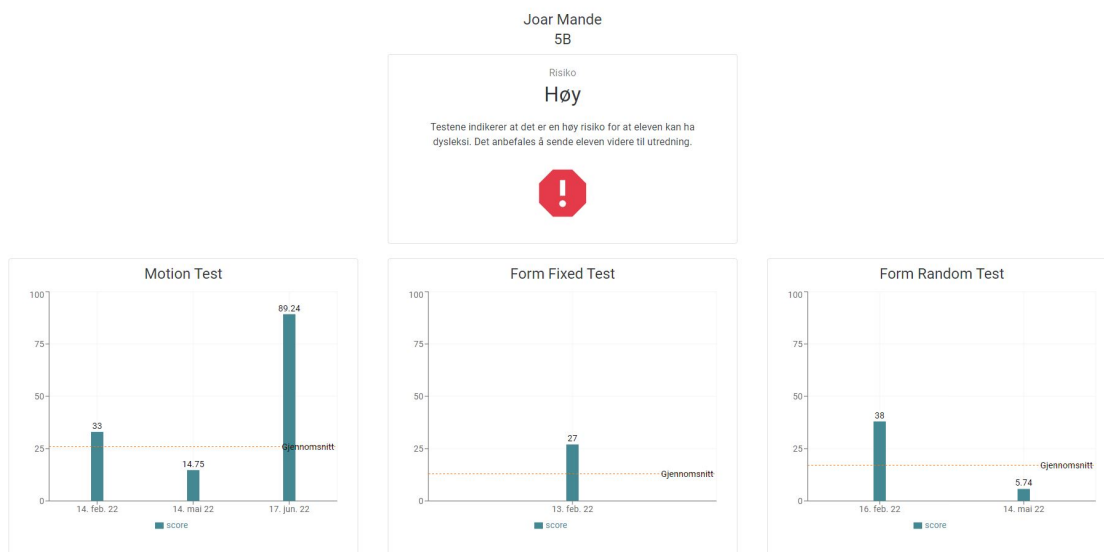 Joar Mande
5B
Risiko
Høy
Testene indikerer at det er en høy risiko for at eleven kan ha
dysleksi. Det anbefales å sende eleven videre til utredning.
Motion Test
100
75
50
25
0
33
14.75
89.24
Gjennomsnitt
14. feb. 22
14. mai 22
17. jun. 22
score
Form Fixed Test
100
75
50
25
0
27
Gjennomsnitt
13. feb. 22
score
Form Random Test
100
75
50
25
0
38
5.74
Gjennomsnitt
16. feb. 22
14. mai 22
score